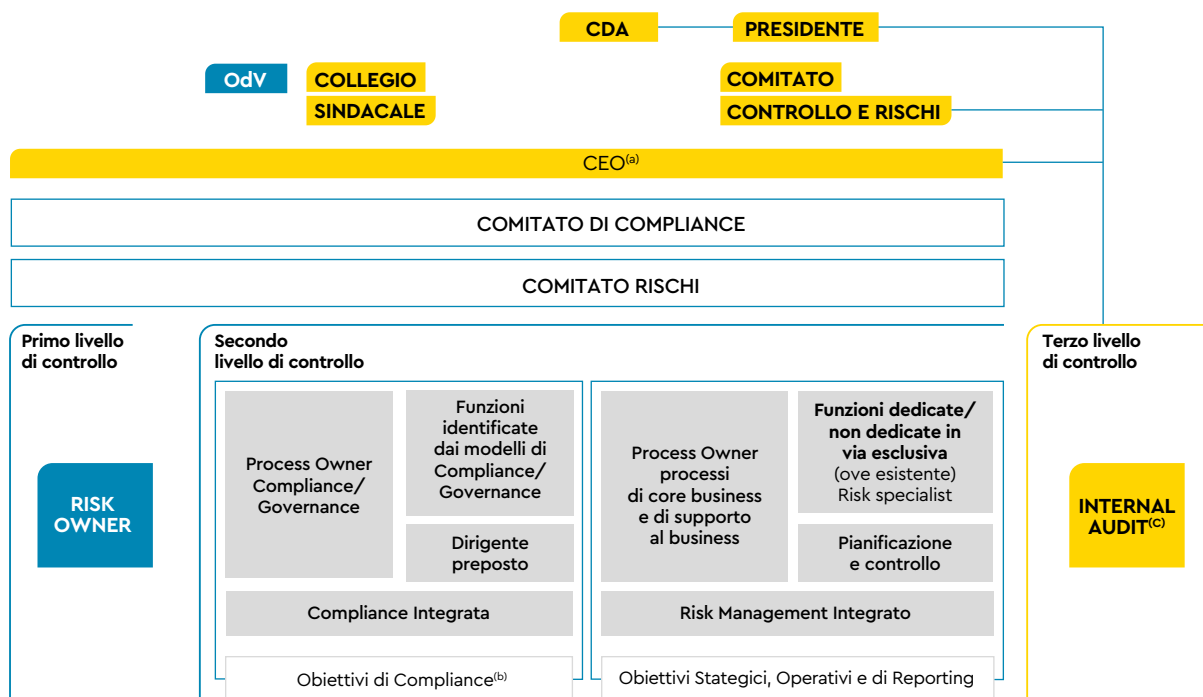 CDA
PRESIDENTE
OdV
COLLEGIO
SINDACALE
COMITATO
CONTROLLO E RISCHI
CEO(a)
COMITATO DI COMPLIANCE
COMITATO RISCHI
Primo livello
di controllo
RISK
OWNER
Secondo
livello di controllo
Process Owner
Compliance/
Governance
Funzioni
identificate
dai modelli di
Compliance/
Governance
Dirigente
preposto
Compliance Integrata
Obiettivi di Compliance(b)
Process Owner
processi
di core business
e di supporto
al business
Funzioni dedicate/
non dedicate in
via esclusiva
(ove esistente)
Risk specialist
Pianificazione
e controllo
Risk Management Integrato
Obiettivi Stategici, Operativi e di Reporting
Terzo livello
di controllo
INTERNAL
AUDIT(C)